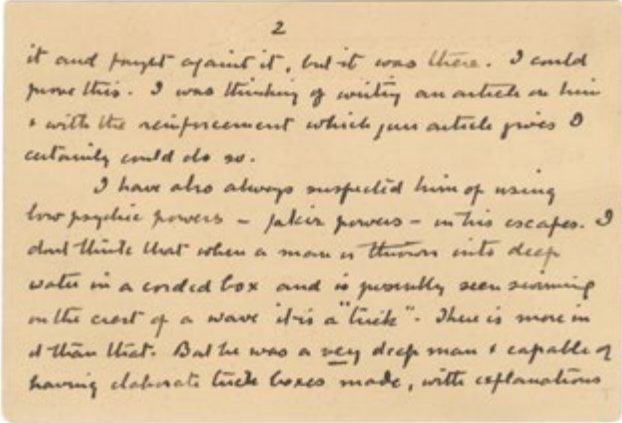 2
it and fought against it, but it was there. I could
prove this. I was thinking of writing an article on him
& with the reinforcement which your article gives I
certainly could do so.
I have also always suspected him of using
low psychic powers – fakir powers – in his escapes. I
dont think that when a man is thrown into deep
water in a corded box and is presently seen swimming
on the crest of a wave it is a "trick". There is more in
it than that. But he was a very deep man & capable of
having elaborate trick boxes made, with explanations